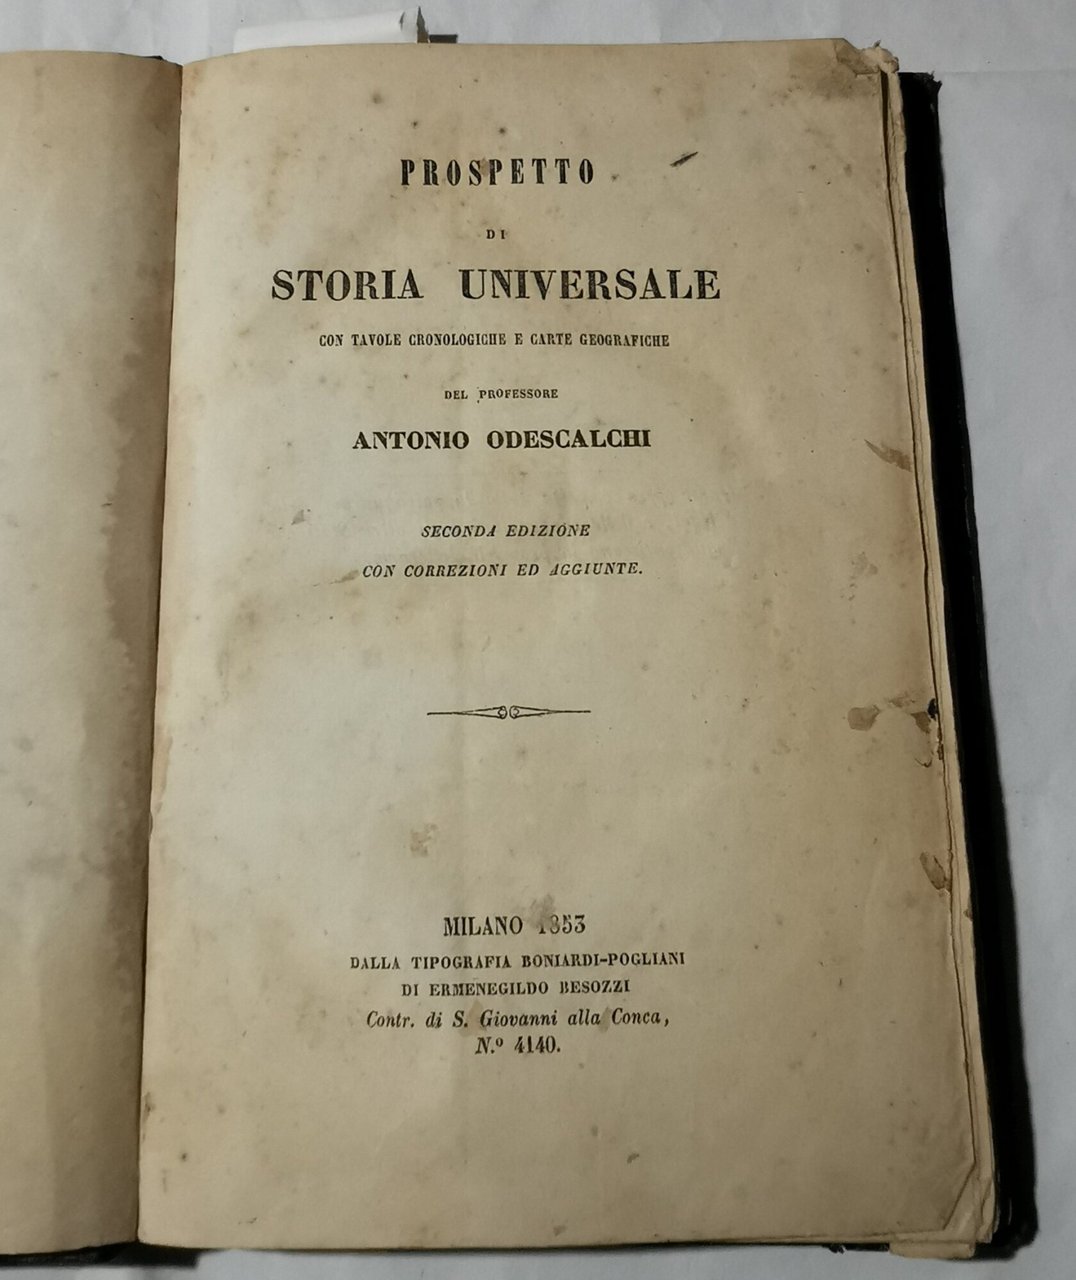 PROSPETTO
DI
STORIA UNIVERSALE
CON TAVOLE CRONOLOGICHE E CARTE GEOGRAFICHE
DEL PROFESSORE
ANTONIO ODESCALCHI
SECONDA EDIZIONE
CON CORREZIONI ED AGGIUNTE.
MILANO 1853
DALLA TIPOGRAFIA BONIARDI-POGLIANI
DI ERMENEGILDO BESOZZI
Contr. di S. Giovanni alla Conca,
N.º 4140.